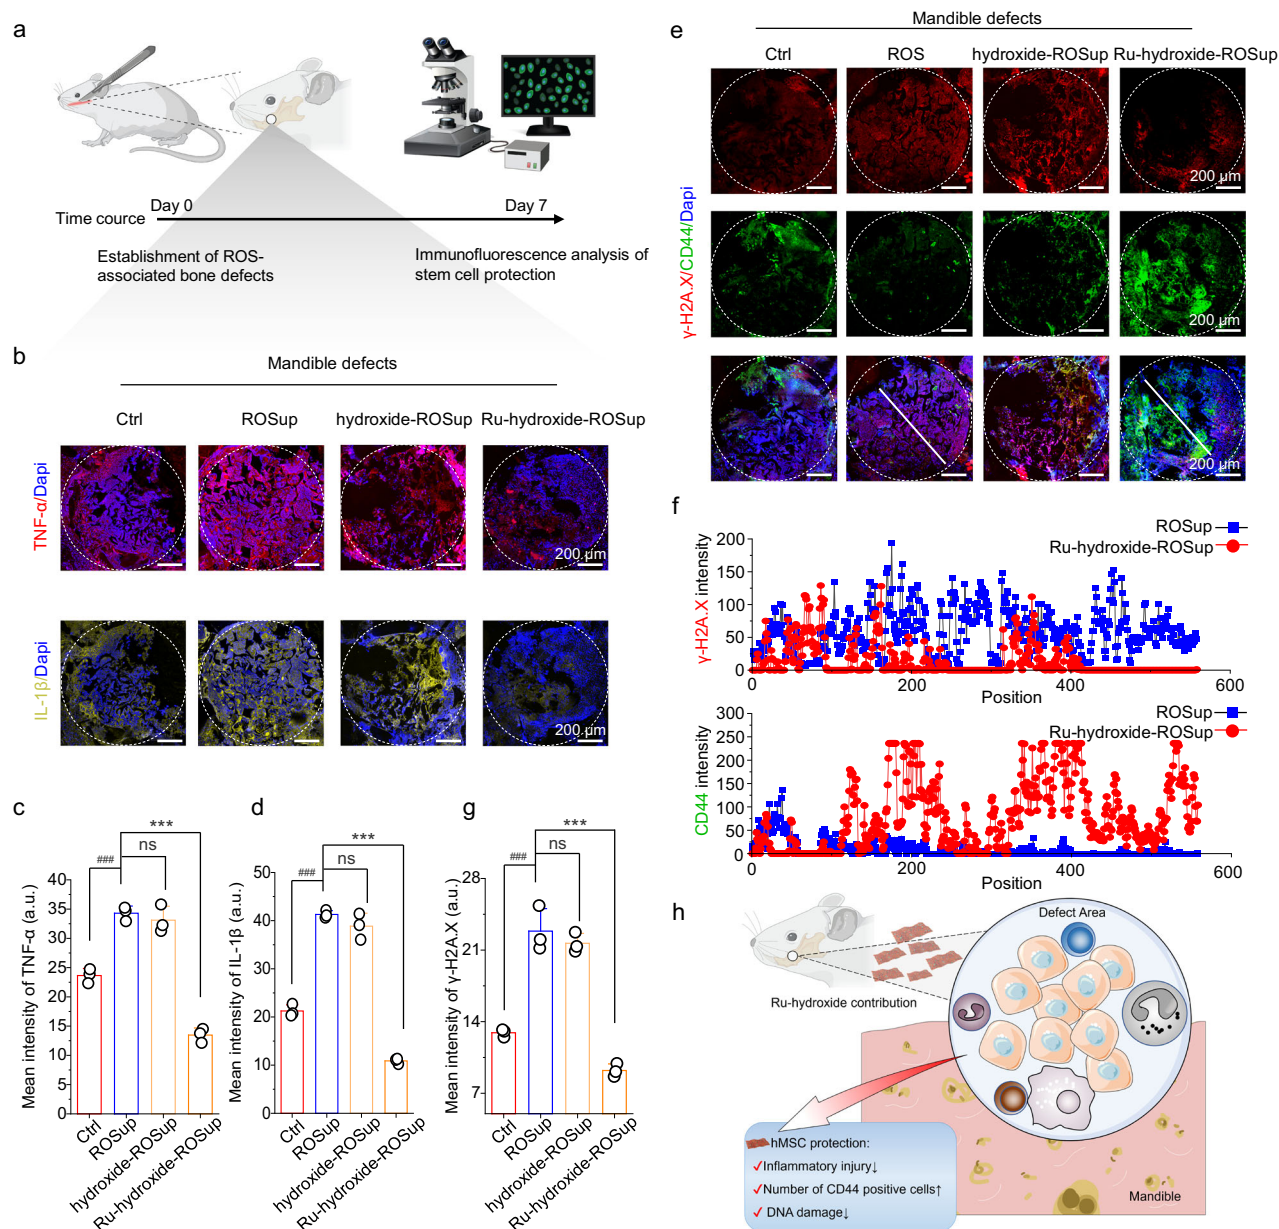 a
Time cource
Day 0
Day 7
Establishment of ROS-
associated bone defects
Immunofluorescence analysis of
stem cell protection
b
Mandible defects
Ctrl
ROSup
hydroxide-ROSup
Ru-hydroxide-ROSup
TNF-α/Dapi
200 μm
IL-1β/Dapi
200 μm
c
***
ns
###
Mean intensity of TNF-α (a.u.)
40
35
30
25
20
15
10
5
0
Ctrl
ROSup
hydroxide-ROSup
Ru-hydroxide-ROSup
d
***
ns
###
Mean intensity of IL-1β (a.u.)
50
40
30
20
10
0
Ctrl
ROSup
hydroxide-ROSup
Ru-hydroxide-ROSup
g
***
ns
###
Mean intensity of γ-H2A.X (a.u.)
28
21
14
7
Ctrl
ROSup
hydroxide-ROSup
Ru-hydroxide-ROSup
e
Mandible defects
Ctrl
ROS
hydroxide-ROSup
Ru-hydroxide-ROSup
γ-H2A.X/CD44/Dapi
200 μm
200 μm
200 μm
f
ROSup
Ru-hydroxide-ROSup
γ-H2A.X intensity
200
150
100
50
0
0
200
400
600
Position
ROSup
Ru-hydroxide-ROSup
CD44 intensity
300
250
200
150
100
50
0
0
200
400
600
Position
h
Defect Area
Ru-hydroxide contribution
hMSC protection:
✓Inflammatory injury↓
✓Number of CD44 positive cells↑
✓ DNA damage↓
Mandible